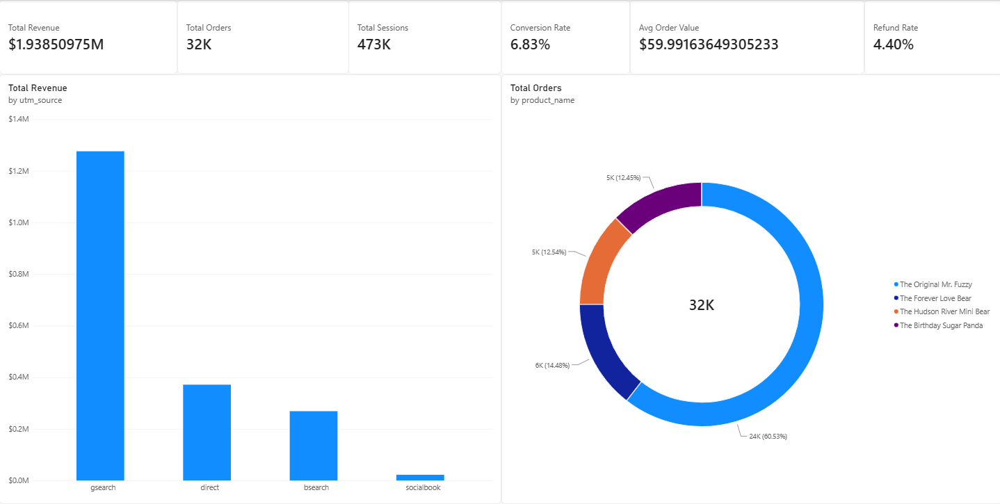 Total Revenue
$1.93850975M
Total Orders
32K
Total Sessions
473K
Conversion Rate
6.83%
Avg Order Value
$59.99163649305233
Refund Rate
4.40%
Total Revenue
by utm_source
$1.4M
$1.2M
$1.0M
$0.8M
$0.6M
$0.4M
$0.2M
$0.0M
gsearch
direct
bsearch
socialbook
Total Orders
by product_name
5K (12.45%)
5K (12.54%)
6K (14.48%)
24K (60.53%)
32K
The Original Mr. Fuzzy
The Forever Love Bear
The Hudson River Mini Bear
The Birthday Sugar Panda